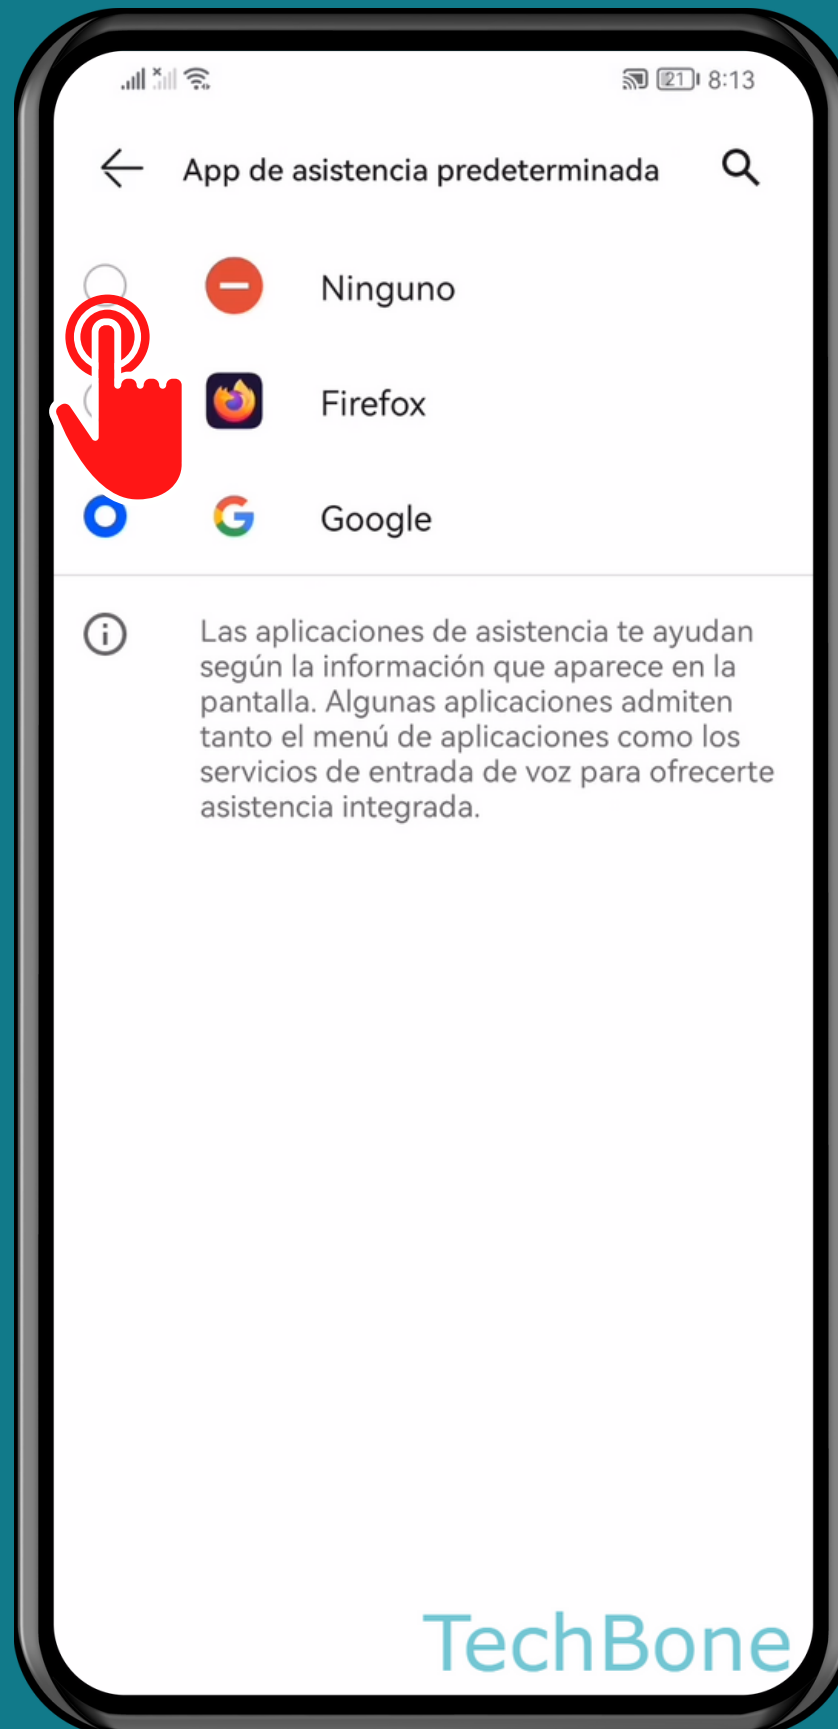 21 8:13
App de asistencia predeterminada
Ninguno
Firefox
Google
Las aplicaciones de asistencia te ayudan
según la información que aparece en la
pantalla. Algunas aplicaciones admiten
tanto el menú de aplicaciones como los
servicios de entrada de voz para ofrecerte
asistencia integrada.
TechBone